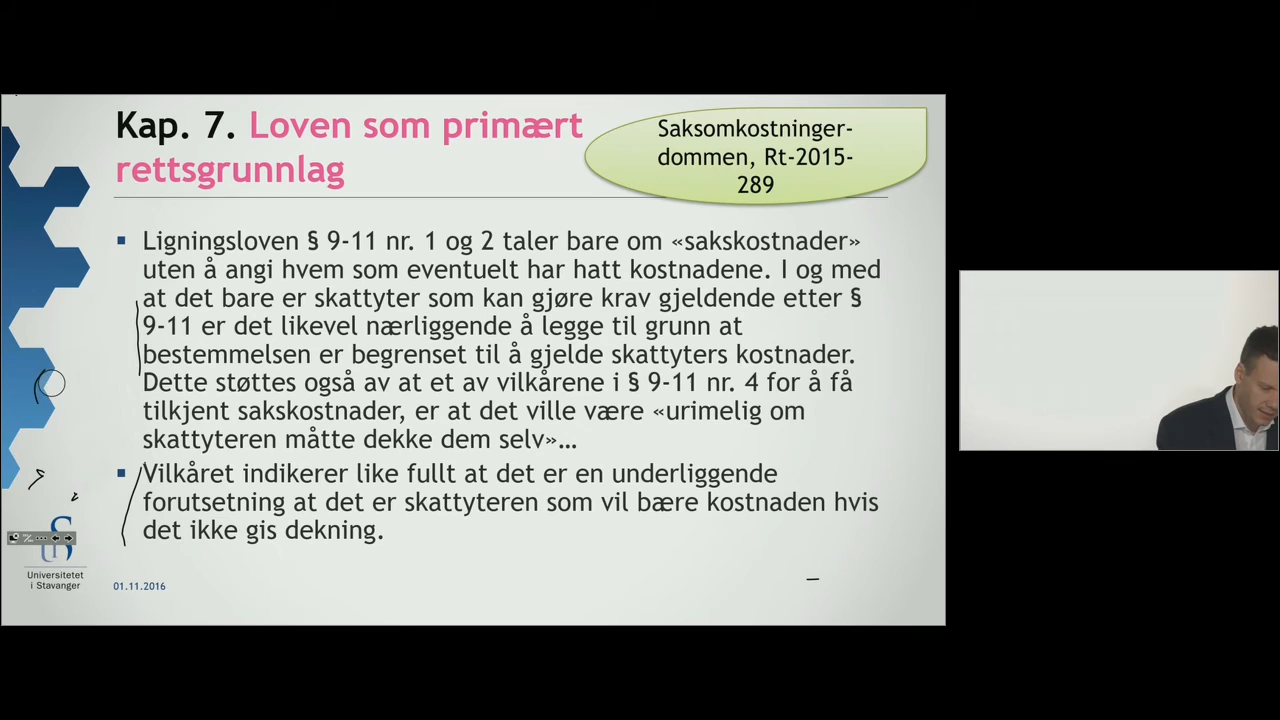 Kap. 7. Loven som primært
rettsgrunnlag
Saksomkostninger-
dommen, Rt-2015-
289
Ligningsloven § 9-11 nr. 1 og 2 taler bare om «sakskostnader»
uten å angi hvem som eventuelt har hatt kostnadene. I og med
at det bare er skattyter som kan gjøre krav gjeldende etter §
9-11 er det likevel nærliggende å legge til grunn at
bestemmelsen er begrenset til å gjelde skattyters kostnader.
Dette støttes også av at et av vilkårene i § 9-11 nr. 4 for å få
tilkjent sakskostnader, er at det ville være «urimelig om
skattyteren måtte dekke dem selv»…
Vilkåret indikerer like fullt at det er en underliggende
forutsetning at det er skattyteren som vil bære kostnaden hvis
det ikke gis dekning.
Universitetet
i Stavanger
01.11.2016